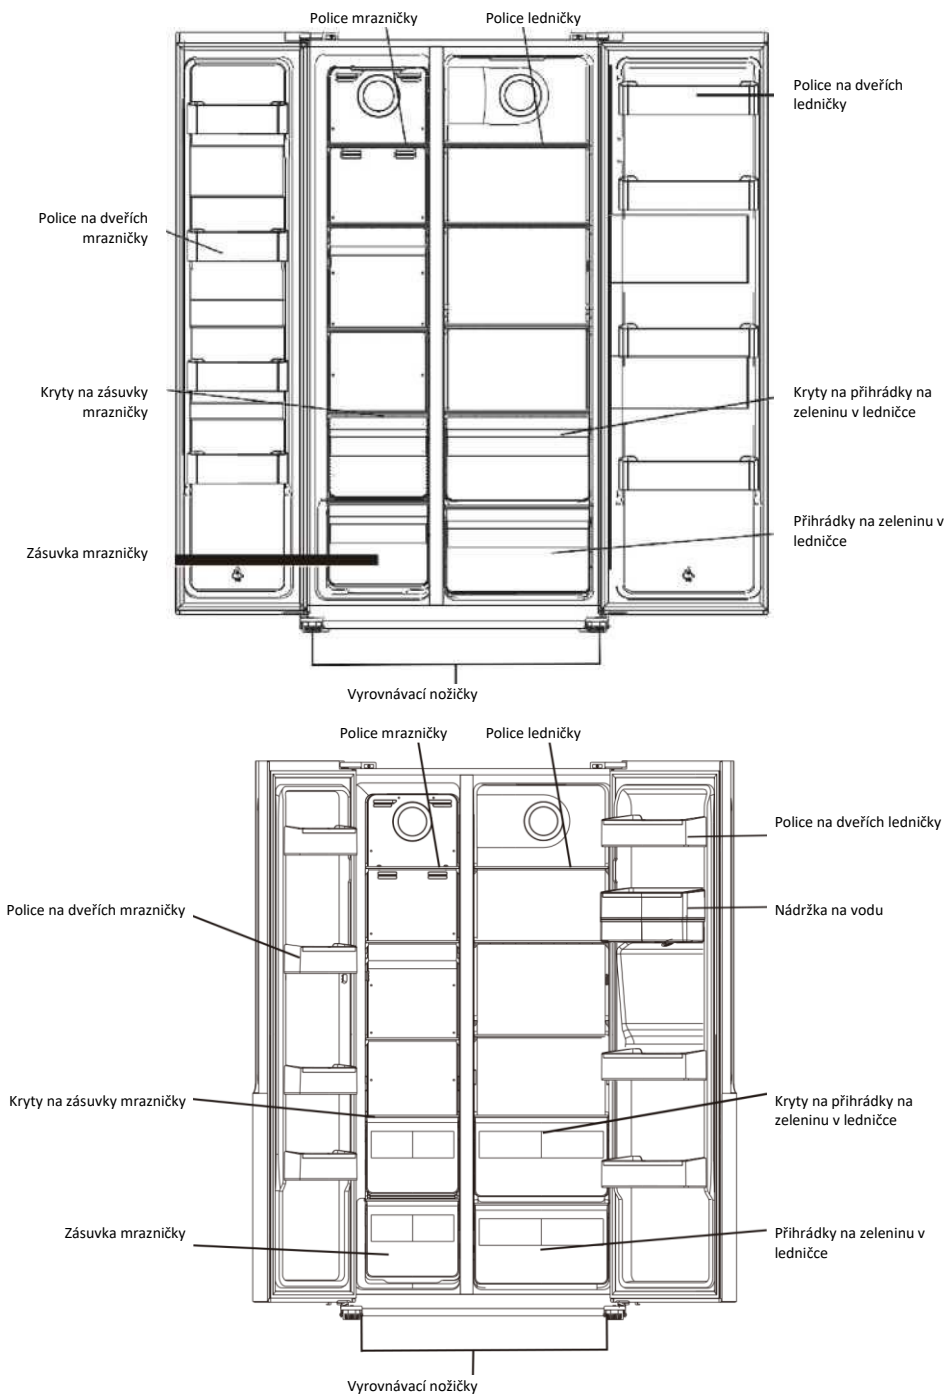 Police mrazničky
Police ledničky
Police na dveřích
ledničky
Police na dveřích
mrazničky
Kryty na zásuvky
mrazničky
Kryty na přihrádky na
zeleninu v ledničce
Zásuvka mrazničky
Přihrádky na zeleninu v
ledničce
Vyrovnávací nožičky
Police mrazničky
Police ledničky
Police na dveřích ledničky
Police na dveřích mrazničky
Nádržka na vodu
Kryty na zásuvky mrazničky
Kryty na přihrádky na
zeleninu v ledničce
Zásuvka mrazničky
Přihrádky na zeleninu v
ledničce
Vyrovnávací nožičky